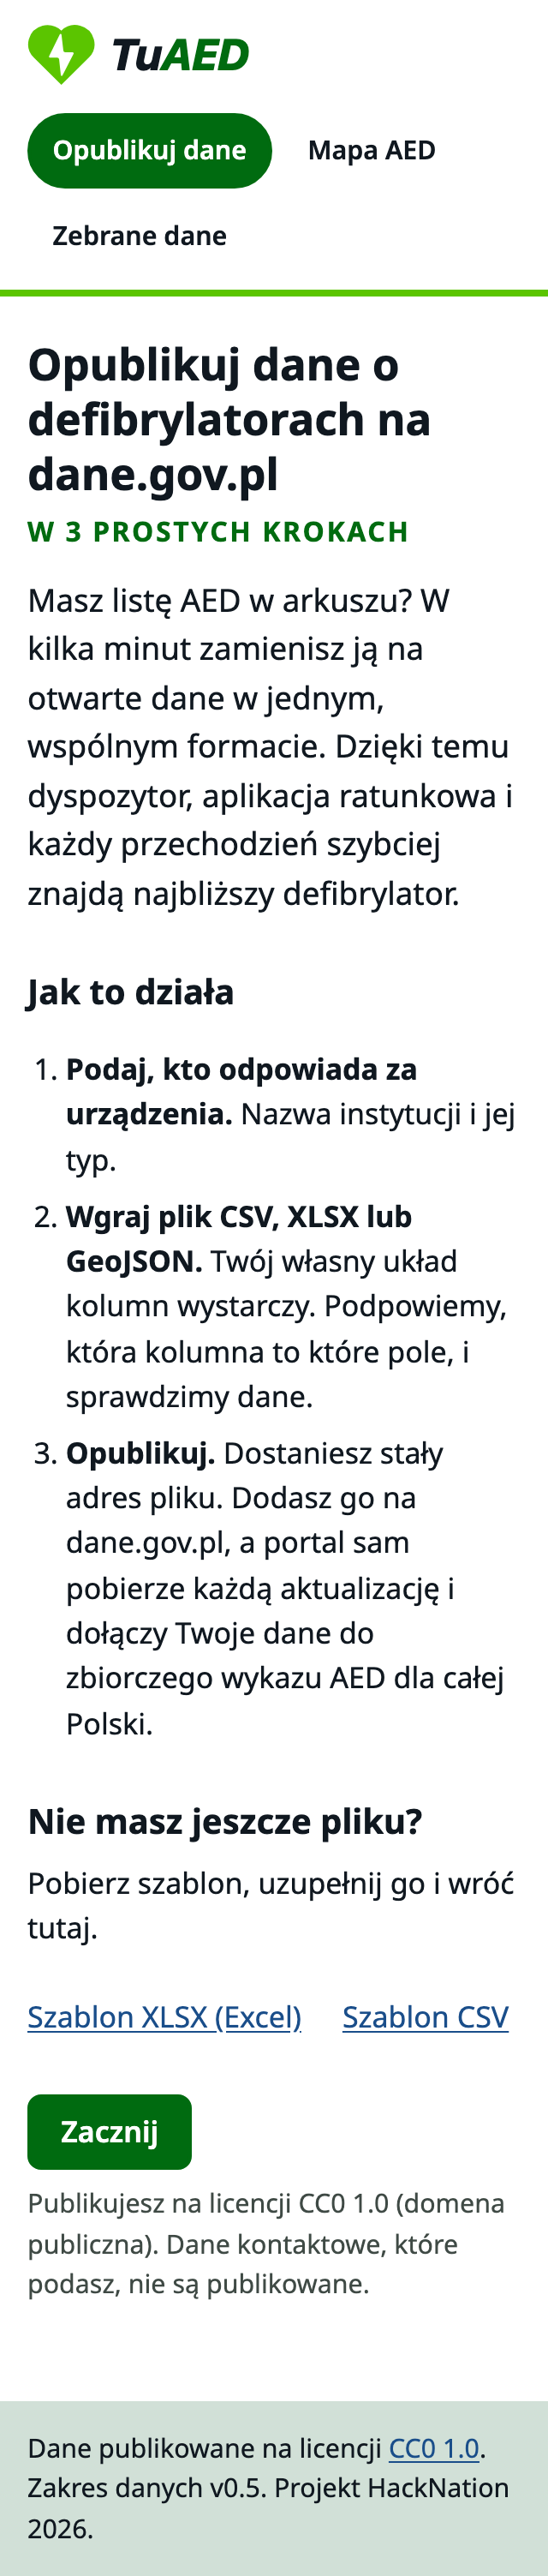 TuAED
Opublikuj dane
Mapa AED
Zebrane dane
Opublikuj dane o
defibrylatorach na
dane.gov.pl
W 3 PROSTYCH KROKACH
Masz listę AED w arkuszu? W
kilka minut zamienisz ją na
otwarte dane w jednym,
wspólnym formacie. Dzięki temu
dyspozytor, aplikacja ratunkowa i
każdy przechodzień szybciej
znajdą najbliższy defibrylator.
Jak to działa
1. Podaj, kto odpowiada za
urządzenia. Nazwa instytucji i jej
typ.
2. Wgraj plik CSV, XLSX lub
GeoJSON. Twój własny układ
kolumn wystarczy. Podpowiemy,
która kolumna to które pole, i
sprawdzimy dane.
3. Opublikuj. Dostaniesz stały
adres pliku. Dodasz go na
dane.gov.pl, a portal sam
pobierze każdą aktualizację i
dołączy Twoje dane do
zbiorczego wykazu AED dla całej
Polski.
Nie masz jeszcze pliku?
Pobierz szablon, uzupełnij go i wróć
tutaj.
Szablon XLSX (Excel) Szablon CSV
Zacznij
Publikujesz na licencji CC0 1.0 (domena
publiczna). Dane kontaktowe, które
podasz, nie są publikowane.
Dane publikowane na licencji CC0 1.0.
Zakres danych v0.5. Projekt HackNation
2026.